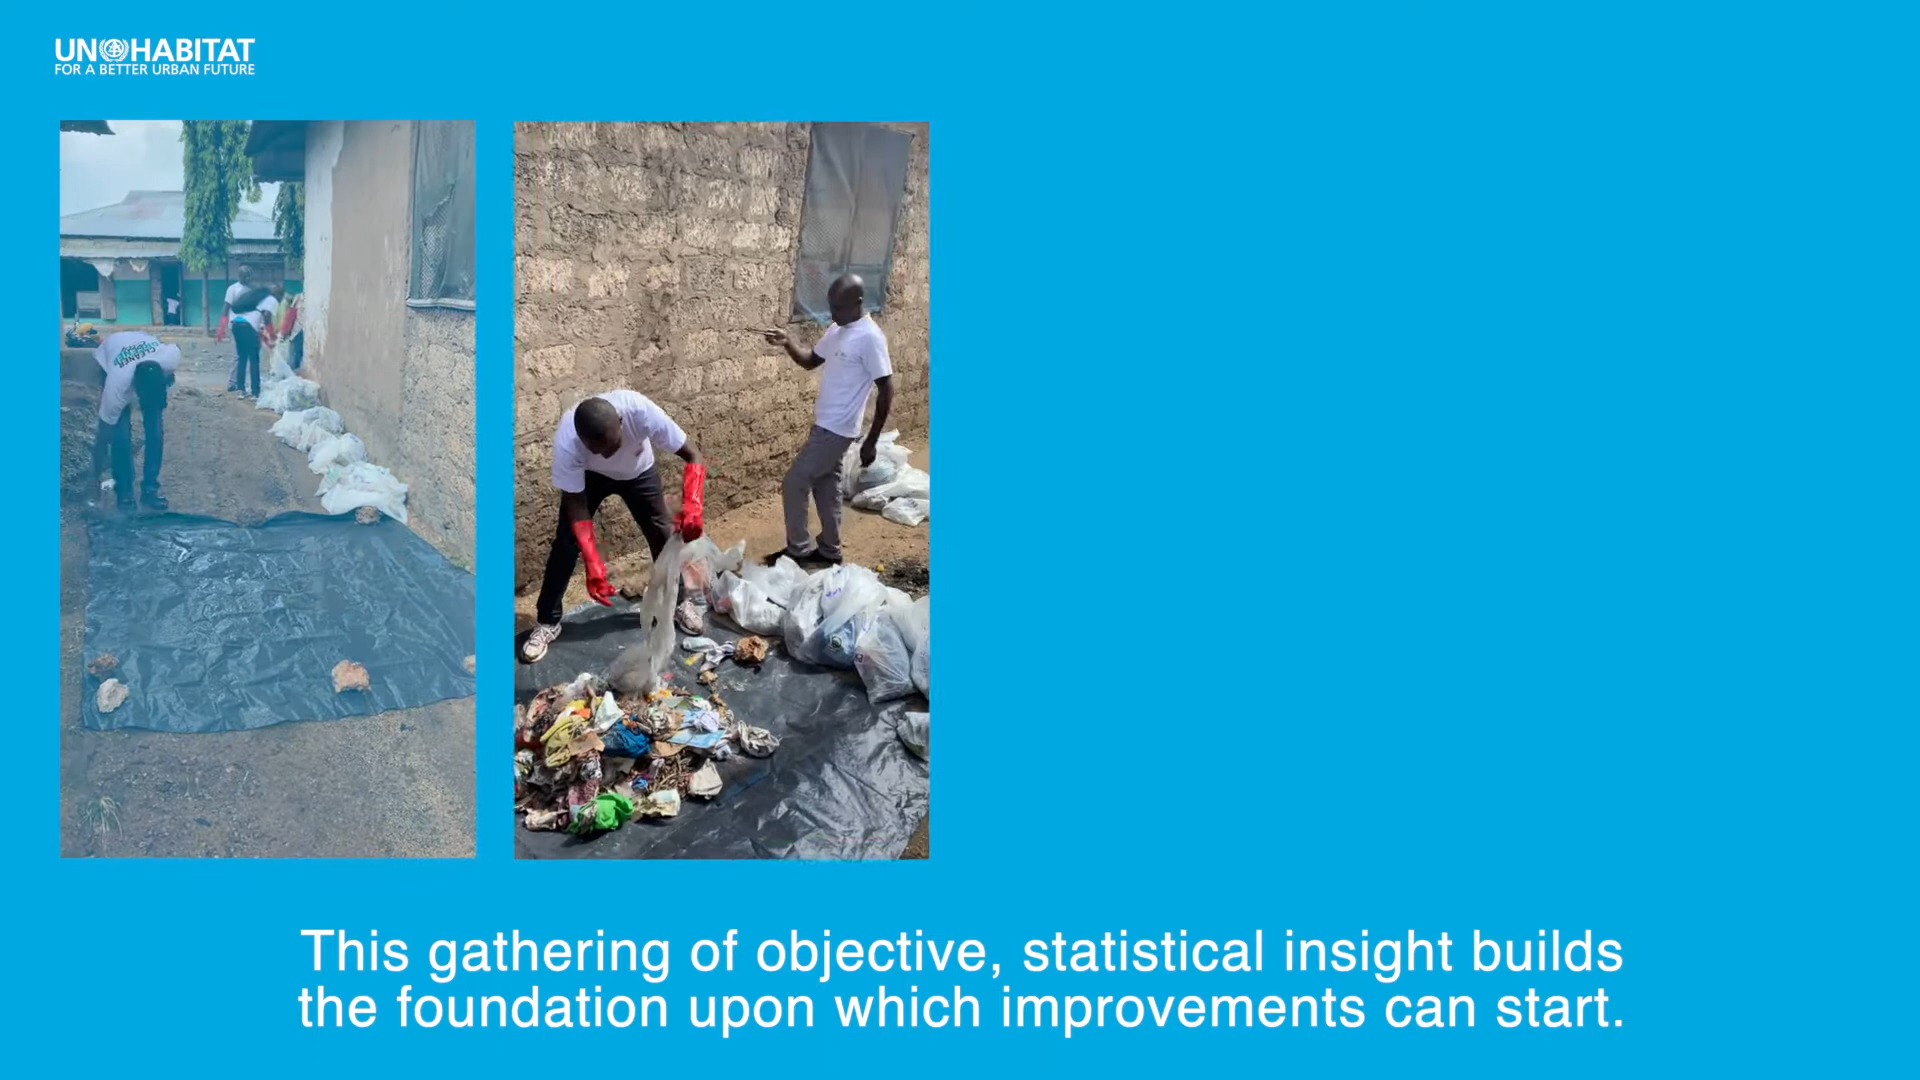 UN HABITAT
FOR A BETTER URBAN FUTURE
CLEANER
This gathering of objective, statistical insight builds
the foundation upon which improvements can start.